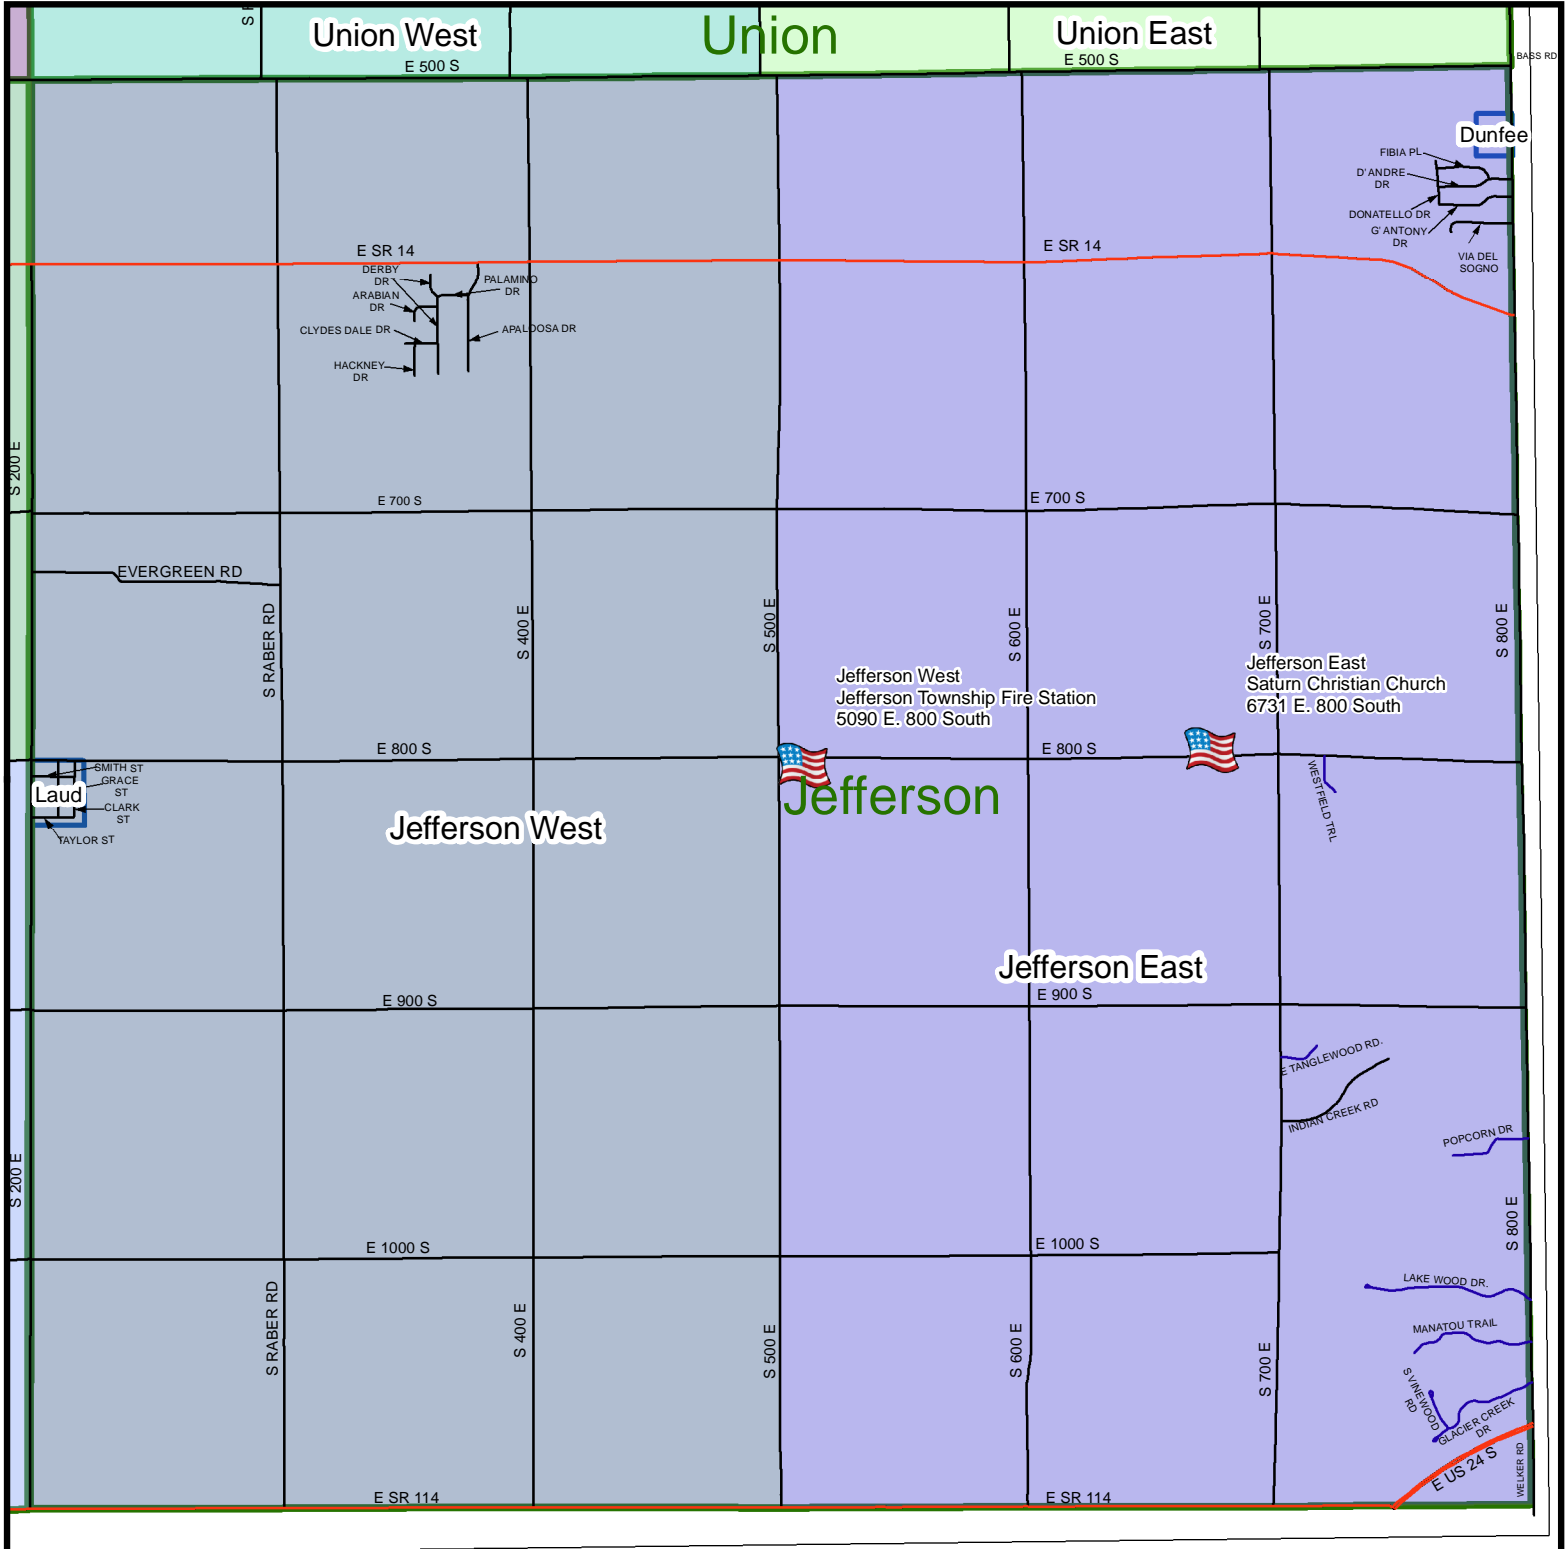 S R
Union West
Union
Union East
E 500 S
E 500 S
BASS RD
Dunfee
FIBIA PL
D' ANDRE
DR
DONATELLO DR
G' ANTONY
DR
VIA DEL
SOGNO
E SR 14
E SR 14
DERBY
DR
PALAMINO
DR
ARABIAN
DR
CLYDES DALE DR
APALOOSA DR
HACKNEY
DR
S 200 E
E 700 S
E 700 S
EVERGREEN RD
S RABER RD
S 400 E
S 500 E
S 600 E
S 700 E
S 800 E
Jefferson West
Jefferson Township Fire Station
5090 E. 800 South
Jefferson East
Saturn Christian Church
6731 E. 800 South
E 800 S
E 800 S
SMITH ST
GRACE
ST
Laud
CLARK
ST
TAYLOR ST
WESTFIELD TRL
Jefferson
Jefferson West
Jefferson East
E 900 S
E 900 S
E TANGLEWOOD RD.
INDIAN CREEK RD
POPCORN DR
S 200 E
S 800 E
E 1000 S
E 1000 S
LAKE WOOD DR.
S RABER RD
S 400 E
S 500 E
S 600 E
S 700 E
MANATOU TRAIL
S VINEWOOD
RD
GLACIER CREEK
DR
E US 24 S
WELKER RD
E SR 114
E SR 114